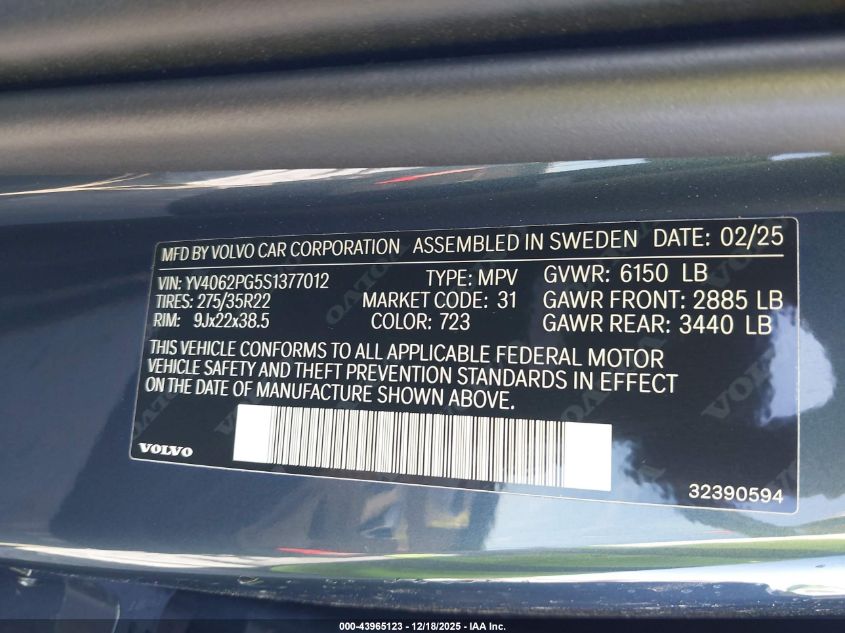 MFD BY VOLVO CAR CORPORATION ASSEMBLED IN SWEDEN DATE: 02/25
VIN: YV4062PG5S1377012 TYPE: MPV GVWR: 6150 LB
TIRES: 275/35R22 MARKET CODE: 31 GAWR FRONT: 2885 LB
RIM: 9Jx22x38.5 COLOR: 723 GAWR REAR: 3440 LB
THIS VEHICLE CONFORMS TO ALL APPLICABLE FEDERAL MOTOR
VEHICLE SAFETY AND THEFT PREVENTION STANDARDS IN EFFECT
ON THE DATE OF MANUFACTURE SHOWN ABOVE.
VOLVO
32390594
000-43965123 - 12/18/2025 - IAA Inc.